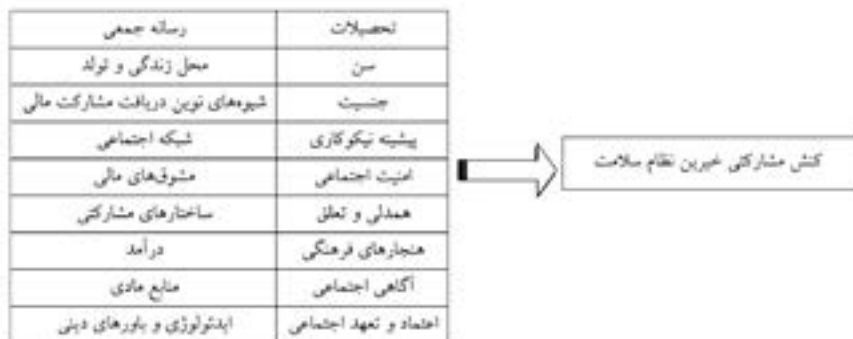 تحصیلات رسانه جمعی
سن محل زندگی و تولد
جنسیت شیوه‌های نوین دریافت مشارکت مالی
پیشینه نیکوکاری شبکه اجتماعی
امنیت اجتماعی مشوق‌های مالی
همدلی و تعلق ساختارهای مشارکتی
هنجارهای فرهنگی درآمد
آگاهی اجتماعی منابع مادی
اعتماد و تعهد اجتماعی ایدئولوژی و باورهای دینی
کنش مشارکتی خیرین نظام سلامت